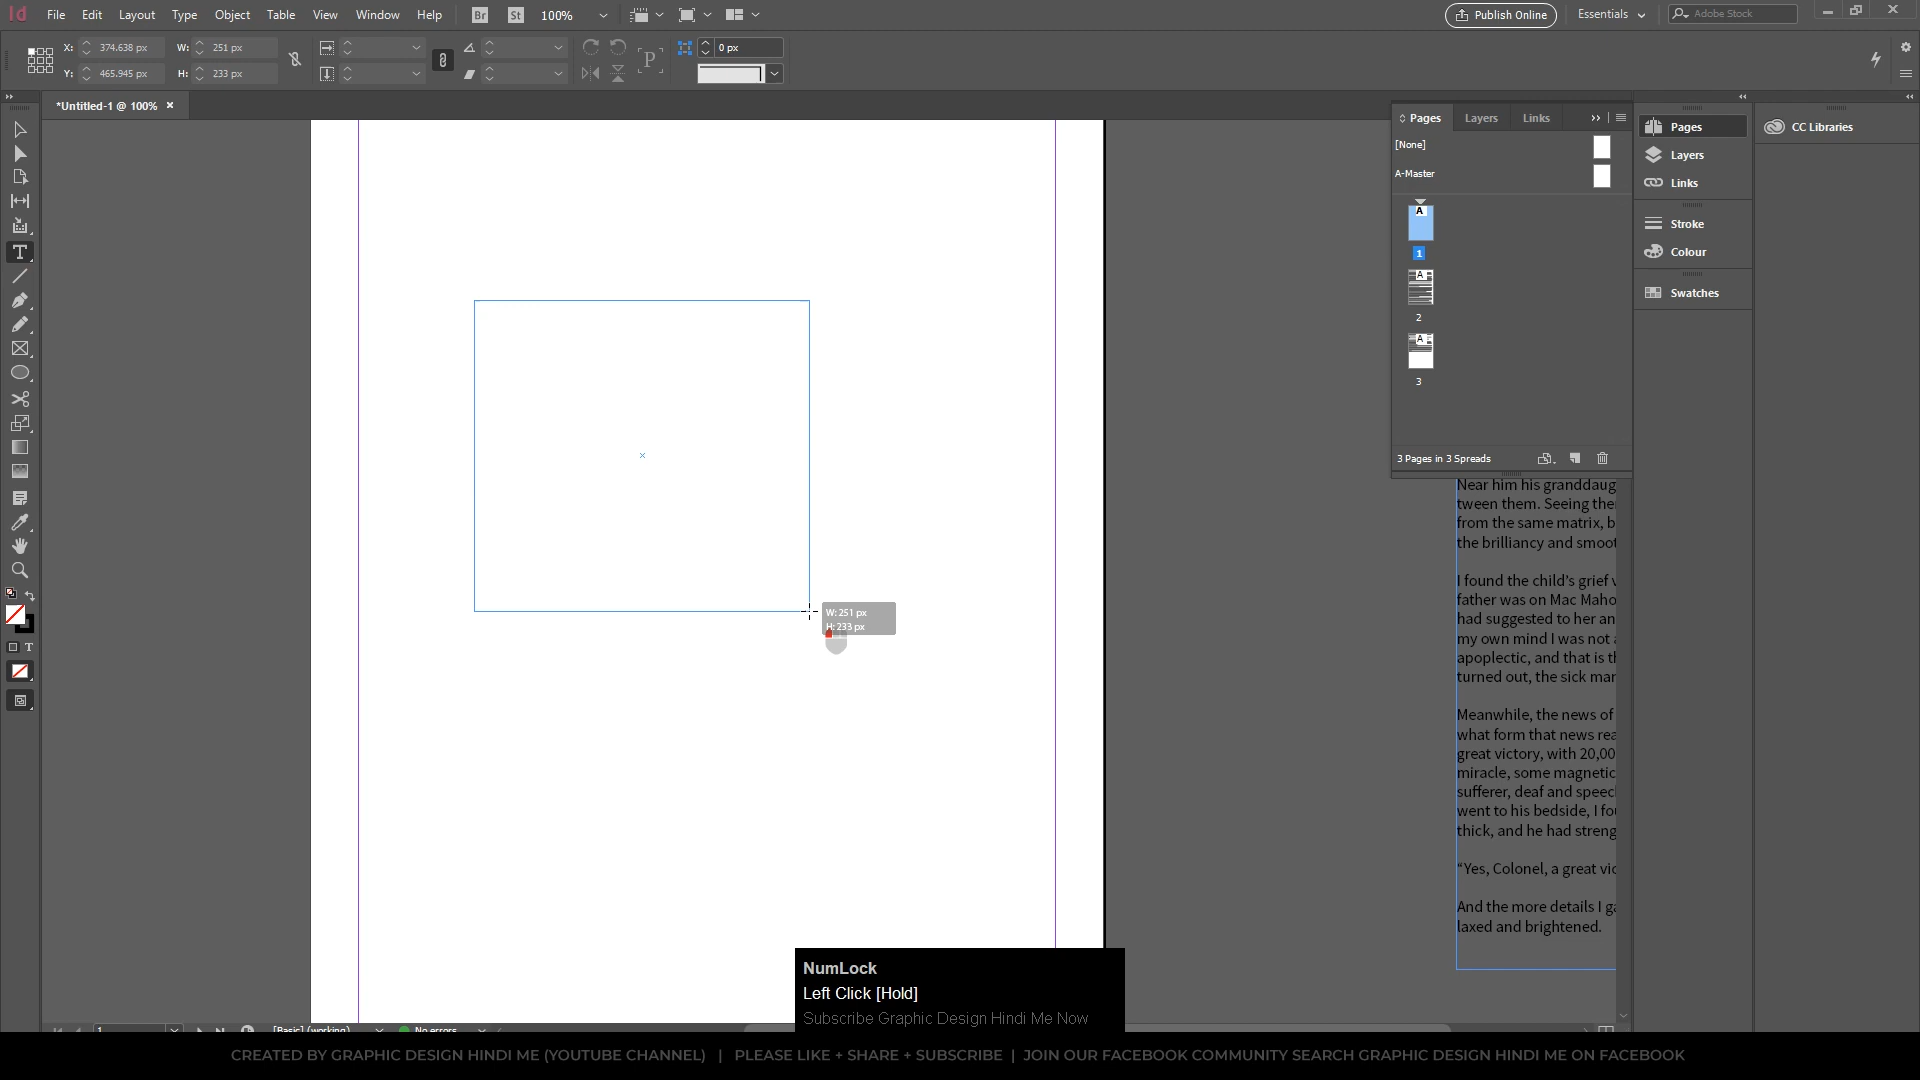 Id File Edit Layout Type Object Table View Window Help Br St 100% Publish Online Essentials Adobe Stock
X: 374.638 px W: 251 px 0 px
Y: 465.945 px H: 233 px
P
*Untitled-1 @ 100% ×
Pages Layers Links
[None]
A-Master
A
1
A
2
A
3
3 Pages in 3 Spreads
Pages
Layers
Links
Stroke
Colour
Swatches
CC Libraries
W: 251 px
H: 233 px
Near him his granddaug
tween them. Seeing the
from the same matrix, b
the brilliancy and smoot
I found the child's grief v
father was on Mac Maho
had suggested to her an
my own mind I was not a
apoplectic, and that is th
turned out, the sick mar
Meanwhile, the news of
what form that news rea
great victory, with 20,00
miracle, some magnetic
sufferer, deaf and speecl
went to his bedside, I fou
thick, and he had streng
“Yes, Colonel, a great vic
And the more details I ga
laxed and brightened.
NumLock
Left Click [Hold]
Subscribe Graphic Design Hindi Me Now
1 [Basic] (working) No errors
CREATED BY GRAPHIC DESIGN HINDI ME (YOUTUBE CHANNEL) | PLEASE LIKE + SHARE + SUBSCRIBE | JOIN OUR FACEBOOK COMMUNITY SEARCH GRAPHIC DESIGN HINDI ME ON FACEBOOK